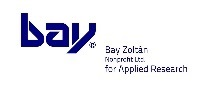 bay®
Bay Zoltán
Nonprofit Ltd.
for Applied Research